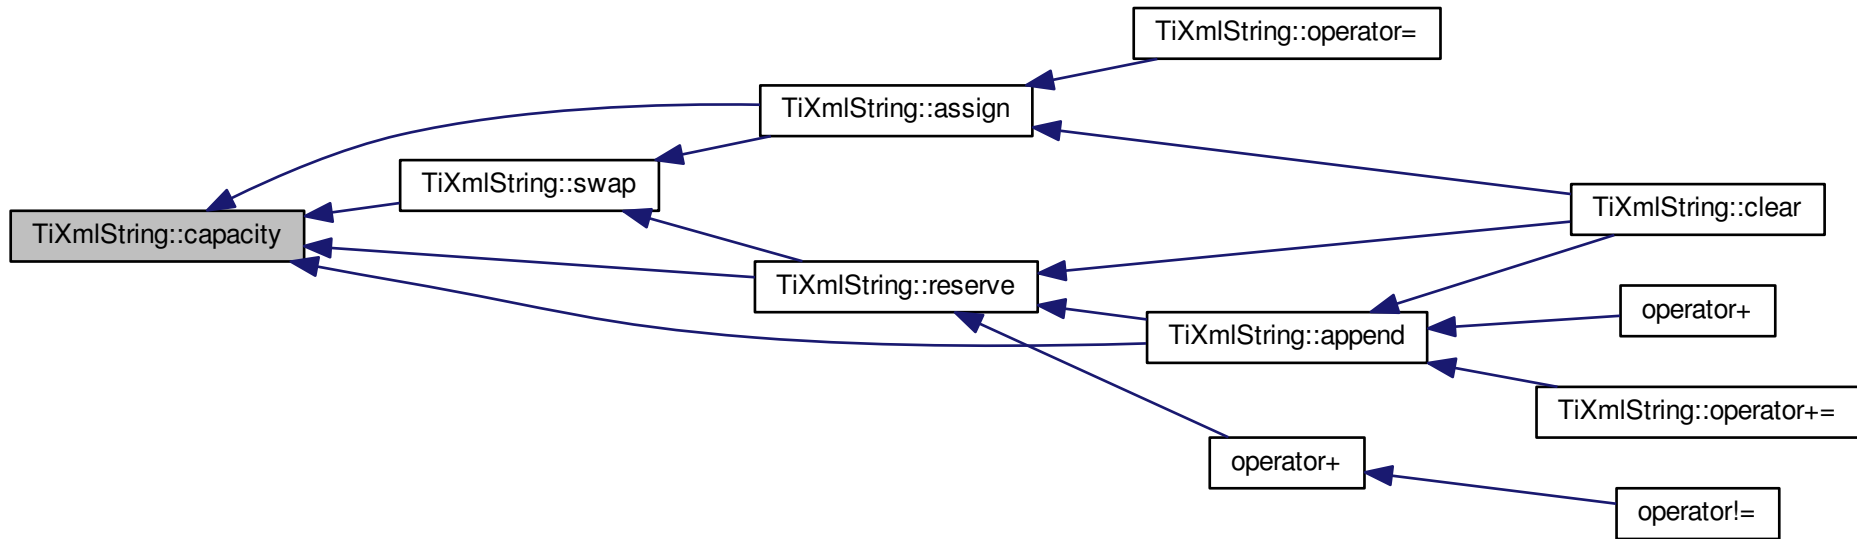 TiXmlString::operator=
TiXmlString::assign
TiXmlString::swap
TiXmlString::clear
TiXmlString::capacity
TiXmlString::reserve
operator+
TiXmlString::append
TiXmlString::operator+=
operator+
operator!=